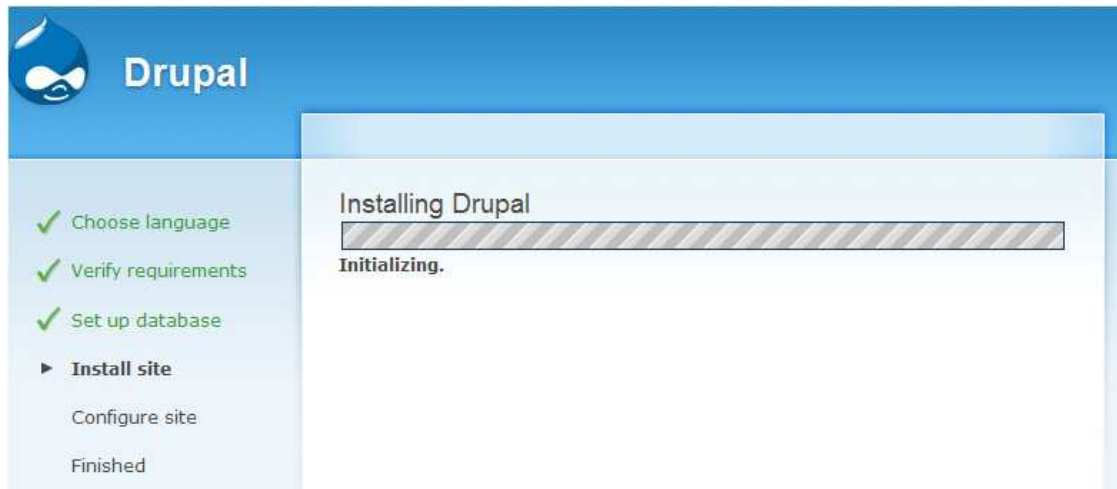 Drupal
Choose language
Verify requirements
Set up database
Install site
Configure site
Finished
Installing Drupal
Initializing.